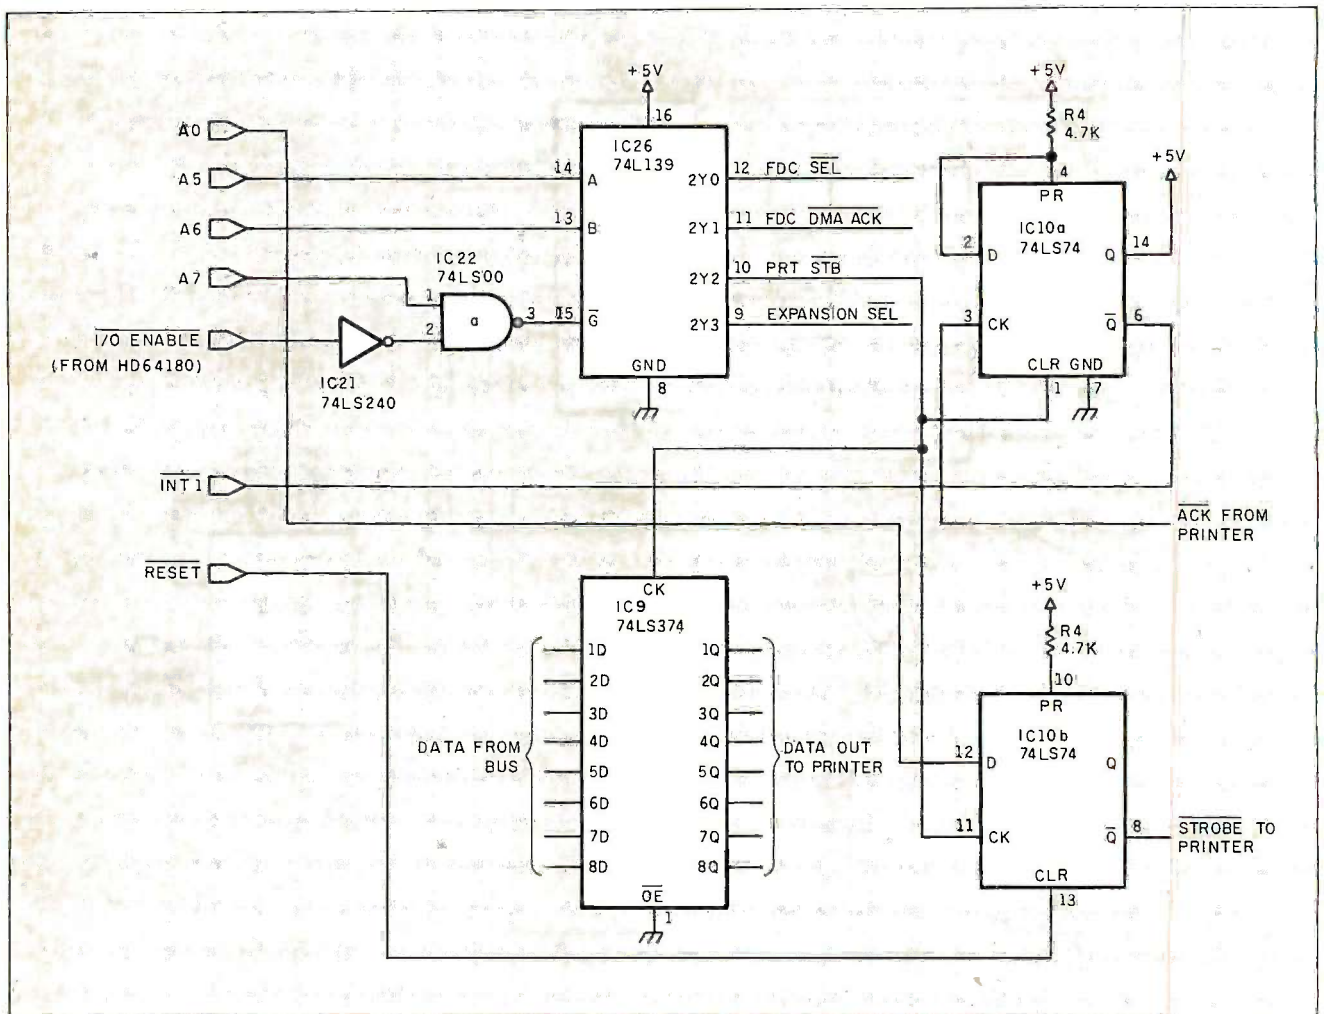 +5V
16
IC26
74L139
14
A
13
B
15
G
2Y0
12
FDC SEL
2Y1
11
FDC DMA ACK
2Y2
10
PRT STB
2Y3
9
EXPANSION SEL
GND
8
A0
A5
A6
A7
I/O ENABLE
(FROM HD64180)
IC22
74LS00
1
2
a
3
IC21
74LS240
INT1
RESET
+5V
R4
4.7K
4
PR
IC10a
74LS74
2
D
Q
14
+5V
3
CK
Q
6
CLR
GND
1
7
ACK FROM
PRINTER
CK
IC9
74LS374
DATA FROM
BUS
1D
2D
3D
4D
5D
6D
7D
8D
1Q
2Q
3Q
4Q
5Q
6Q
7Q
8Q
DATA OUT
TO PRINTER
OE
1
+5V
R4
4.7K
10
PR
IC10b
74LS74
12
D
Q
11
CK
Q
8
STROBE TO
PRINTER
CLR
13